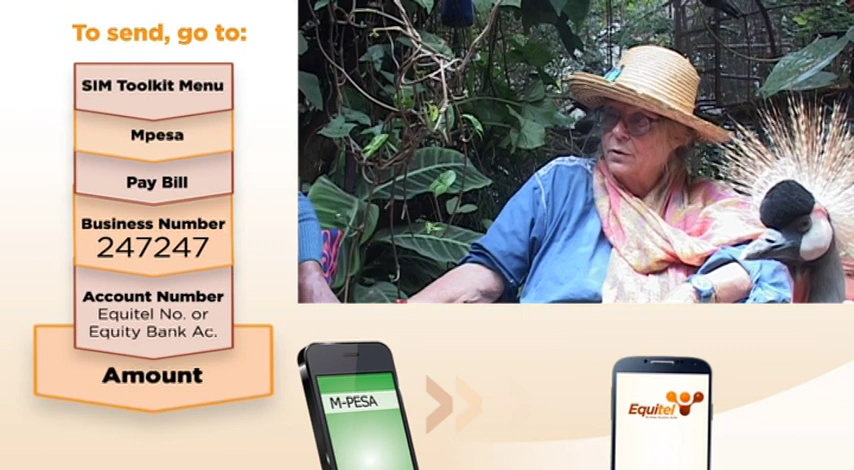 To send, go to:
SIM Toolkit Menu
Mpesa
Pay Bill
Business Number
247247
Account Number
Equitel No. or
Equity Bank Ac.
Amount
M-PESA
Equitel